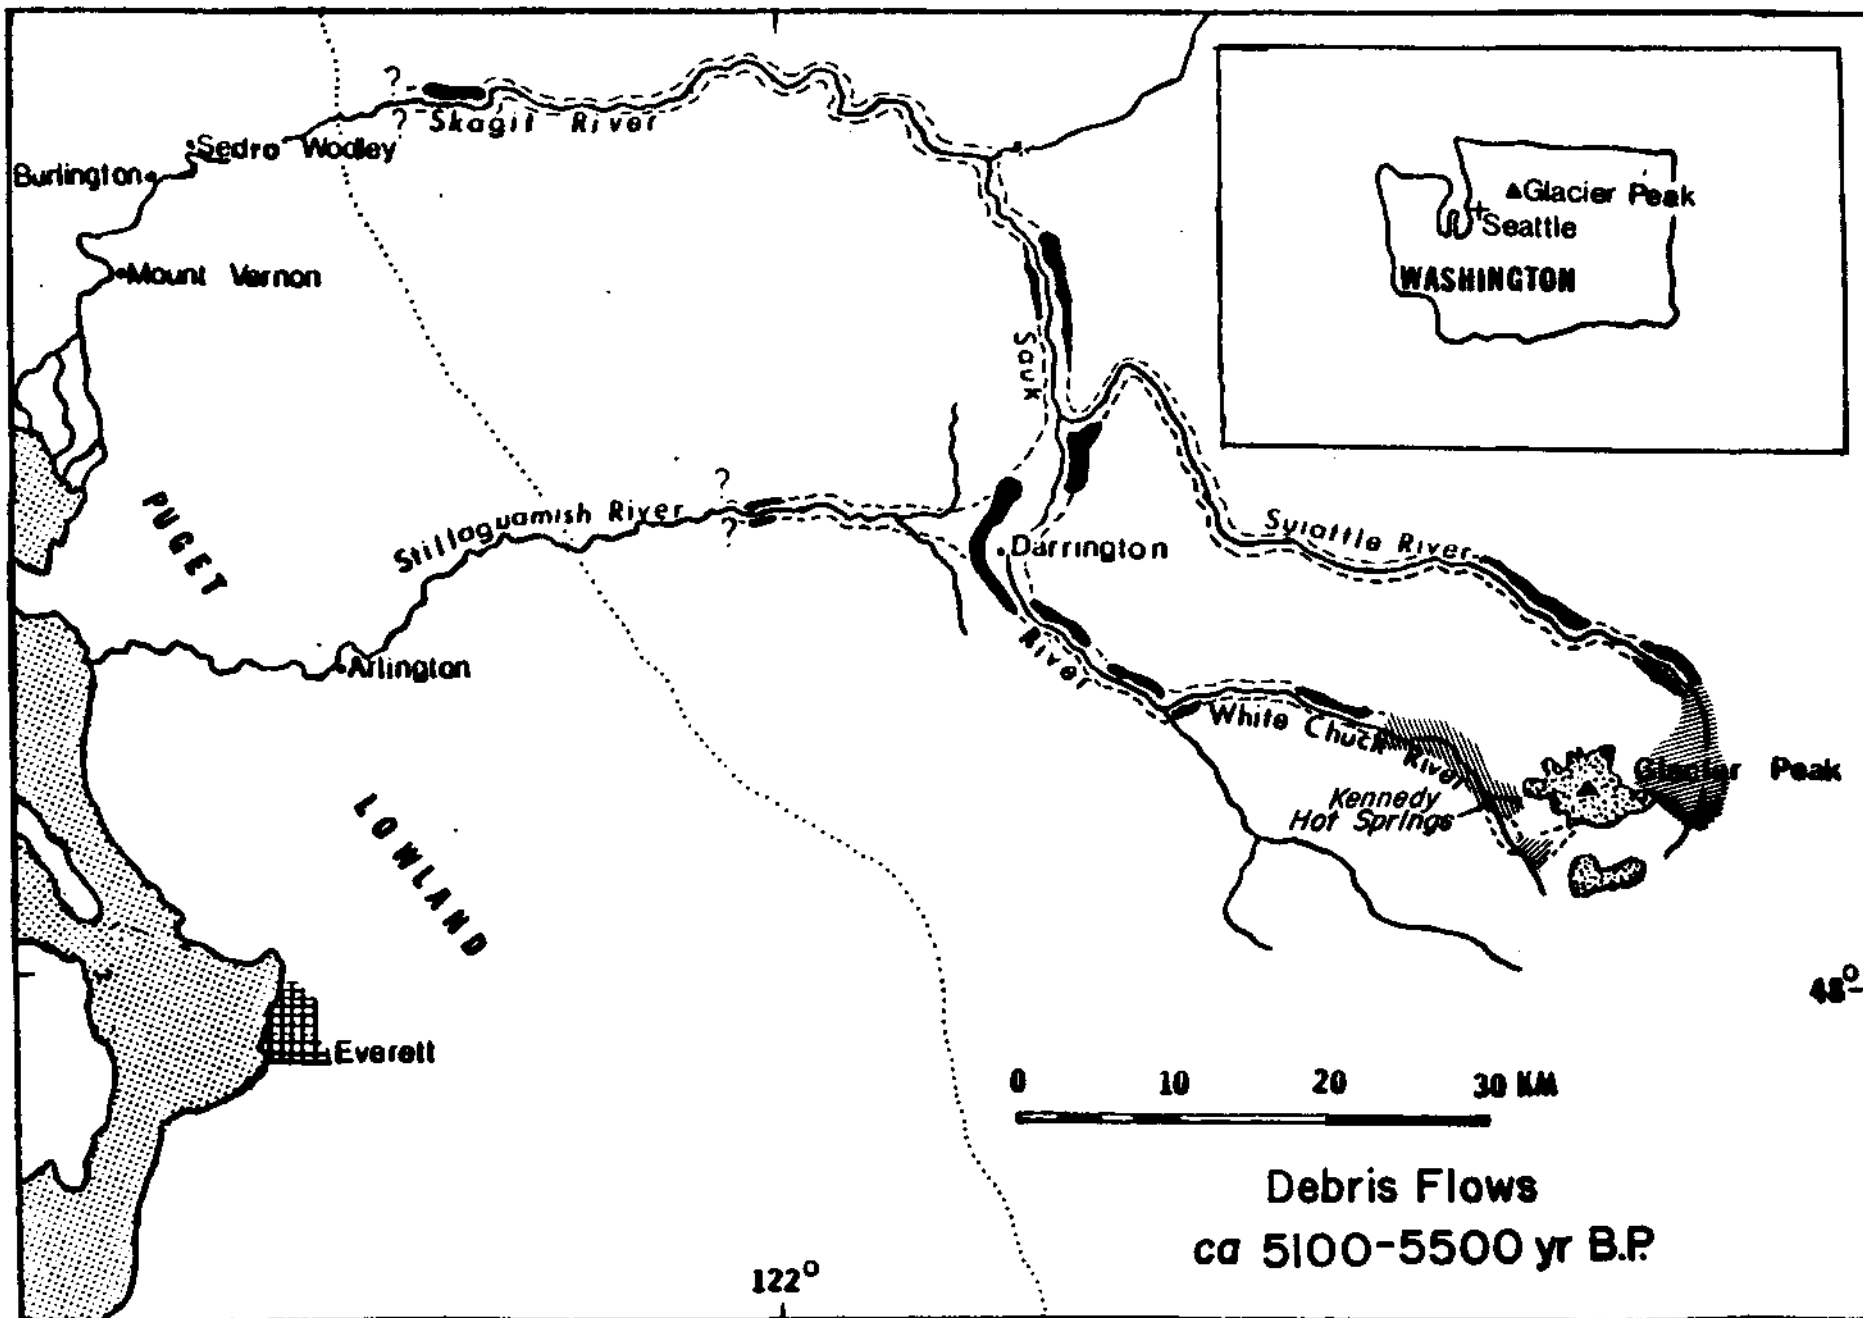 ?
?
Skagit River
Sedro Wooley
Burlington
Mount Vernon
▲Glacier Peak
+Seattle
WASHINGTON
Sauk
River
PUGET
LOWLAND
?
?
Stillaguamish River
Darrington
Suiattle River
Arlington
White Chuck River
Glacier Peak
Kennedy
Hot Springs
48°
Everett
0 10 20 30 KM
Debris Flows
ca 5100-5500 yr B.P.
122°